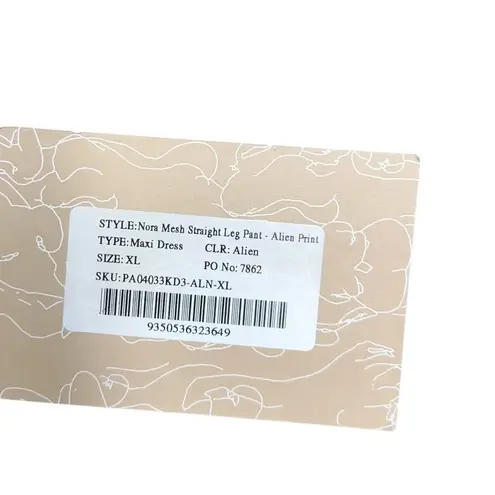 STYLE:Nora Mesh Straight Leg Pant - Alien Print
TYPE:Maxi Dress CLR: Alien
SIZE: XL PO No: 7862
SKU:PA04033KD3-ALN-XL
9350536323649